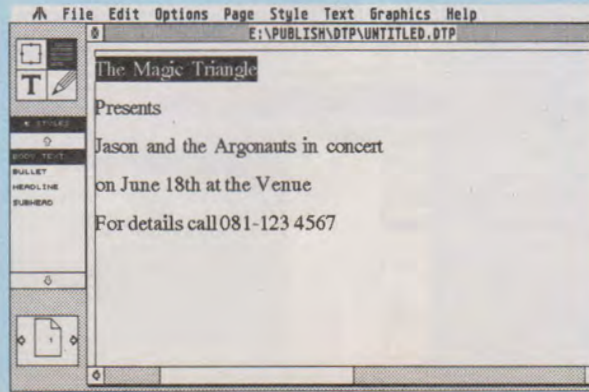 File Edit Options Page Style Text Graphics Help
E:\PUBLISH\DTP\UNTITLED.DTP
T
STYLES
BODY TEXT
BULLET
HEADLINE
SUBHEAD
1
The Magic Triangle
Presents
Jason and the Argonauts in concert
on June 18th at the Venue
For details call 081-123 4567